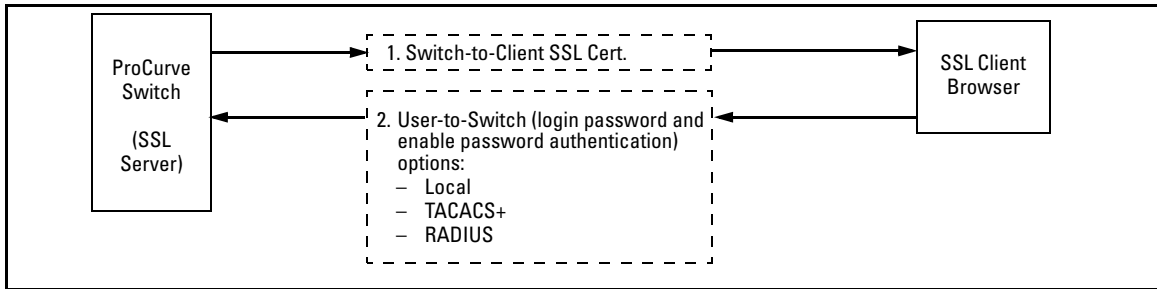 ProCurve
Switch
(SSL
Server)
1. Switch-to-Client SSL Cert.
2. User-to-Switch (login password and
enable password authentication)
options:
– Local
– TACACS+
– RADIUS
SSL Client
Browser